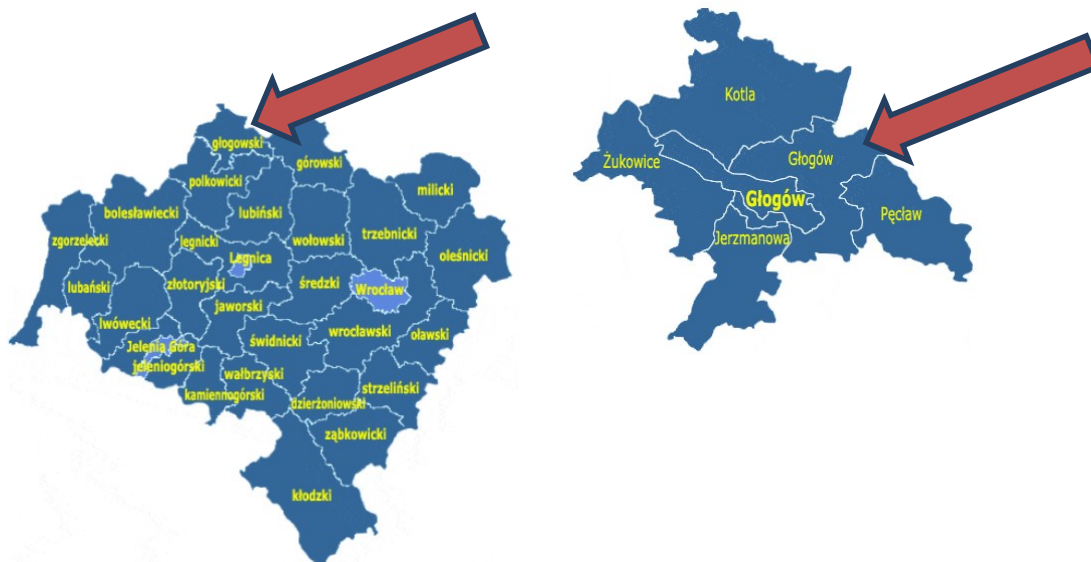 głogowski
górowski
polkowicki
milicki
bolesławiecki
lubiński
trzebnicki
zgorzelecki
legnicki
wołowski
oleśnicki
Legnica
lubański
złotoryjski
średzki
Wrocław
jaworski
lwówecki
wrocławski
oławski
świdnicki
Jelenia Góra
jeleniogórski
wałbrzyski
strzeliński
kamiennogórski
dzierżoniowski
ząbkowicki
kłodzki
Kotla
Żukowice
Głogów
Głogów
Pęcław
Jerzmanowa